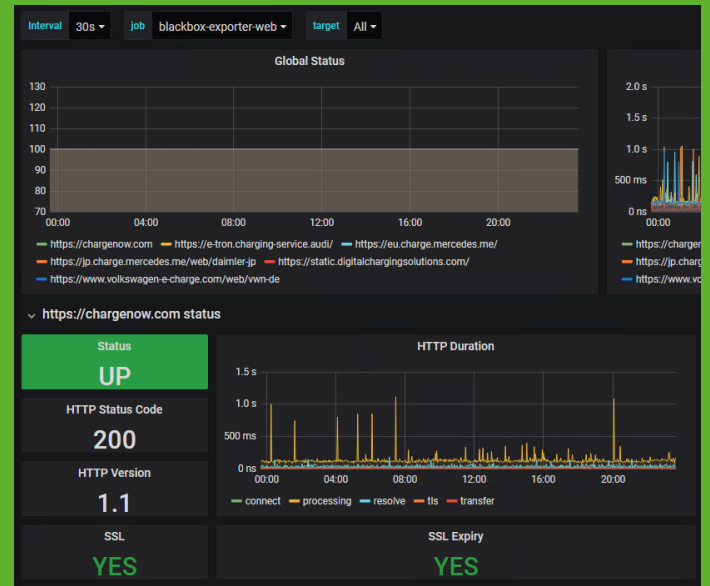 Interval 30s job blackbox-exporter-web target All
Global Status
130
120
110
100
90
80
70
00:00 04:00 08:00 12:00 16:00 20:00
https://chargenow.com https://e-tron.charging-service.audi/ https://eu.charge.mercedes.me/
https://jp.charge.mercedes.me/web/daimler-jp https://static.digitalchargingsolutions.com/
https://www.volkswagen-e-charge.com/web/vwn-de
2.0 s
1.5 s
1.0 s
500 ms
0 ns
00:00
https://charger
https://jp.charg
https://www.vo
https://chargenow.com status
Status
UP
HTTP Status Code
200
HTTP Version
1.1
SSL
YES
HTTP Duration
1.5 s
1.0 s
500 ms
0 ns
00:00 04:00 08:00 12:00 16:00 20:00
connect processing resolve tls transfer
SSL Expiry
YES